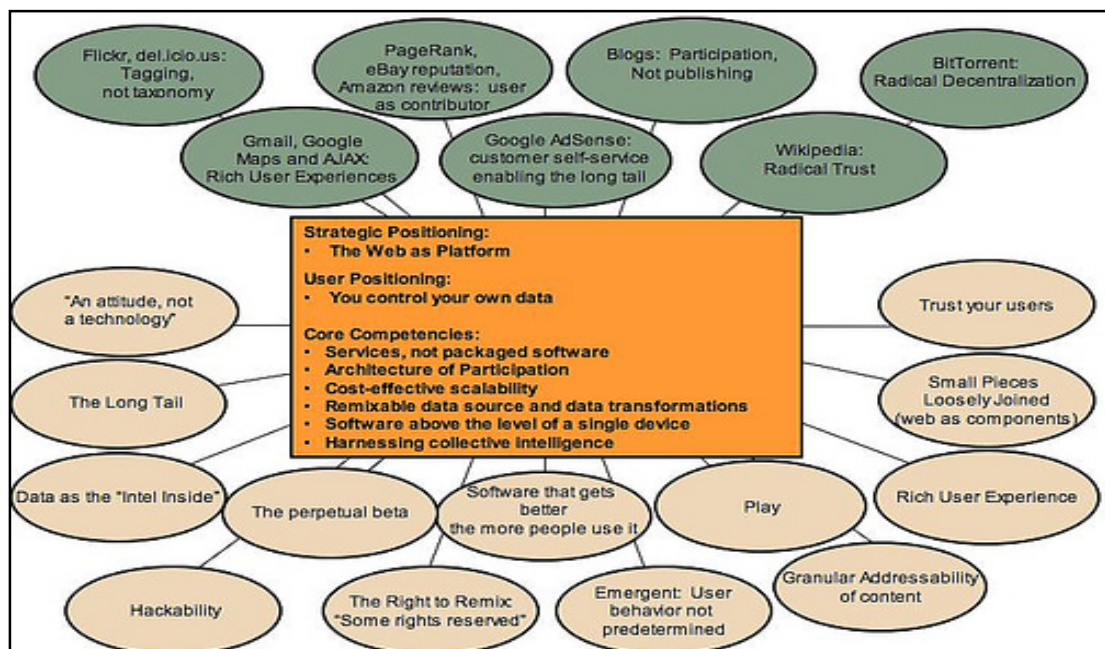 Flickr, del.icio.us:
Tagging,
not taxonomy
PageRank,
eBay reputation,
Amazon reviews: user
as contributor
Blogs: Participation,
Not publishing
BitTorrent:
Radical Decentralization
Gmail, Google
Maps and AJAX:
Rich User Experiences
Google AdSense:
customer self-service
enabling the long tail
Wikipedia:
Radical Trust
Strategic Positioning:
• The Web as Platform
User Positioning:
• You control your own data
Core Competencies:
• Services, not packaged software
• Architecture of Participation
• Cost-effective scalability
• Remixable data source and data transformations
• Software above the level of a single device
• Harnessing collective intelligence
"An attitude, not
a technology"
Trust your users
The Long Tail
Small Pieces
Loosely Joined
(web as components)
Data as the "Intel Inside"
The perpetual beta
Software that gets
better
the more people use it
Play
Rich User Experience
Hackability
The Right to Remix:
"Some rights reserved"
Emergent: User
behavior not
predetermined
Granular Addressability
of content